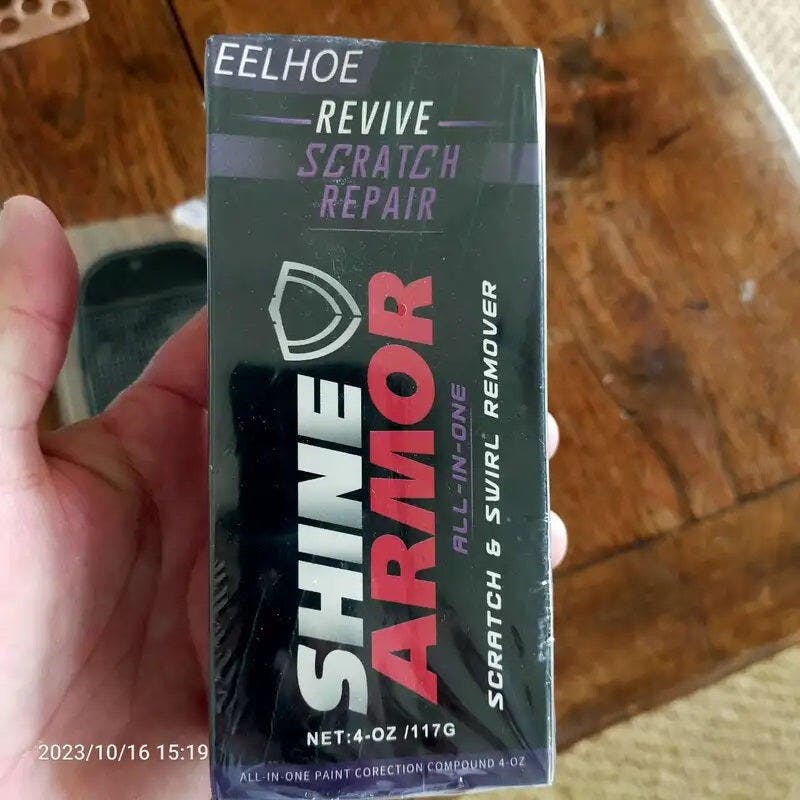 EELHOE
REVIVE
SCRATCH
REPAIR
SHINE
ARMOR
ALL-IN-ONE
SCRATCH & SWIRL REMOVER
NET:4-OZ /117G
ALL-IN-ONE PAINT CORECTION COMPOUND 4-OZ
2023/10/16 15:19